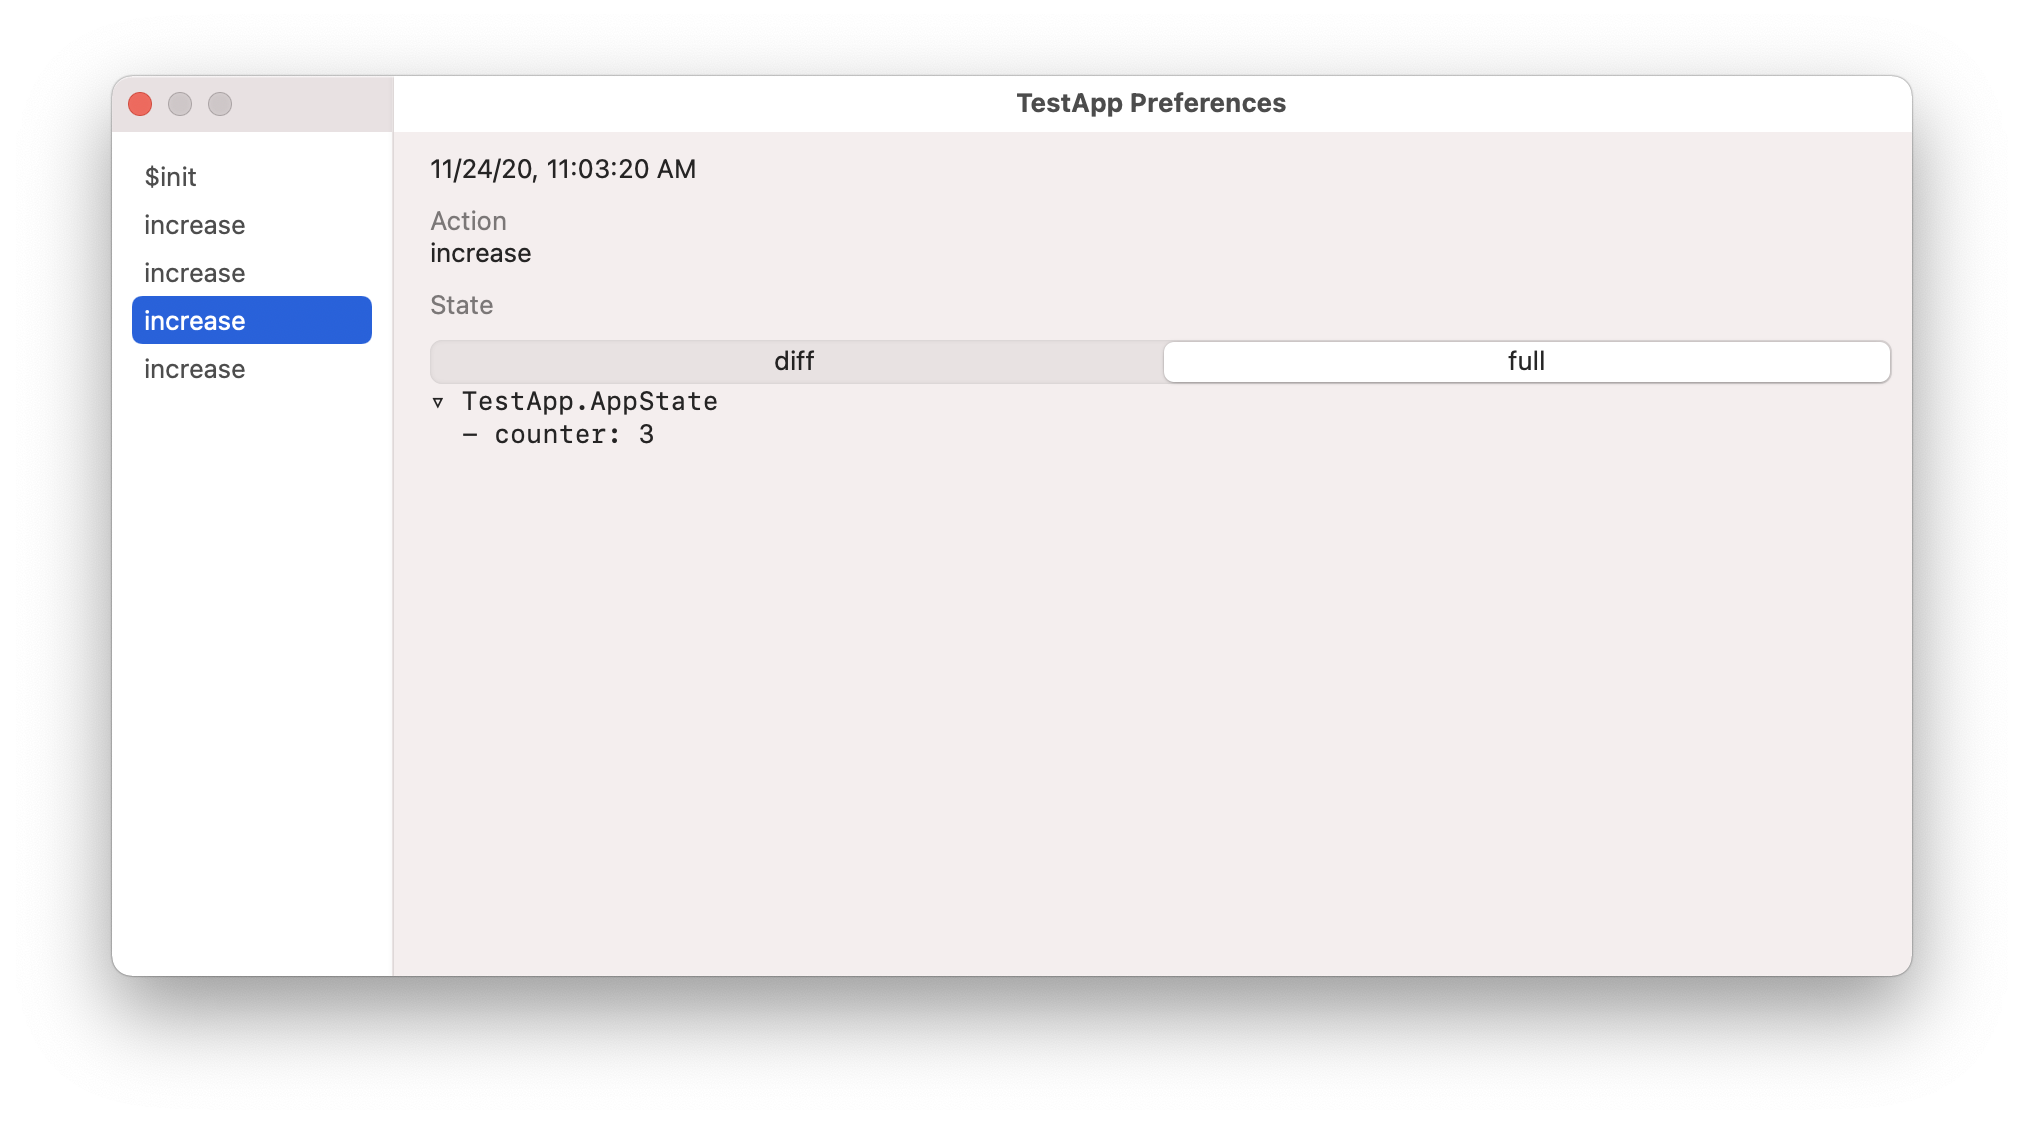 TestApp Preferences
$init
increase
increase
increase
increase
11/24/20, 11:03:20 AM
Action
increase
State
diff full
▿ TestApp.AppState
– counter: 3